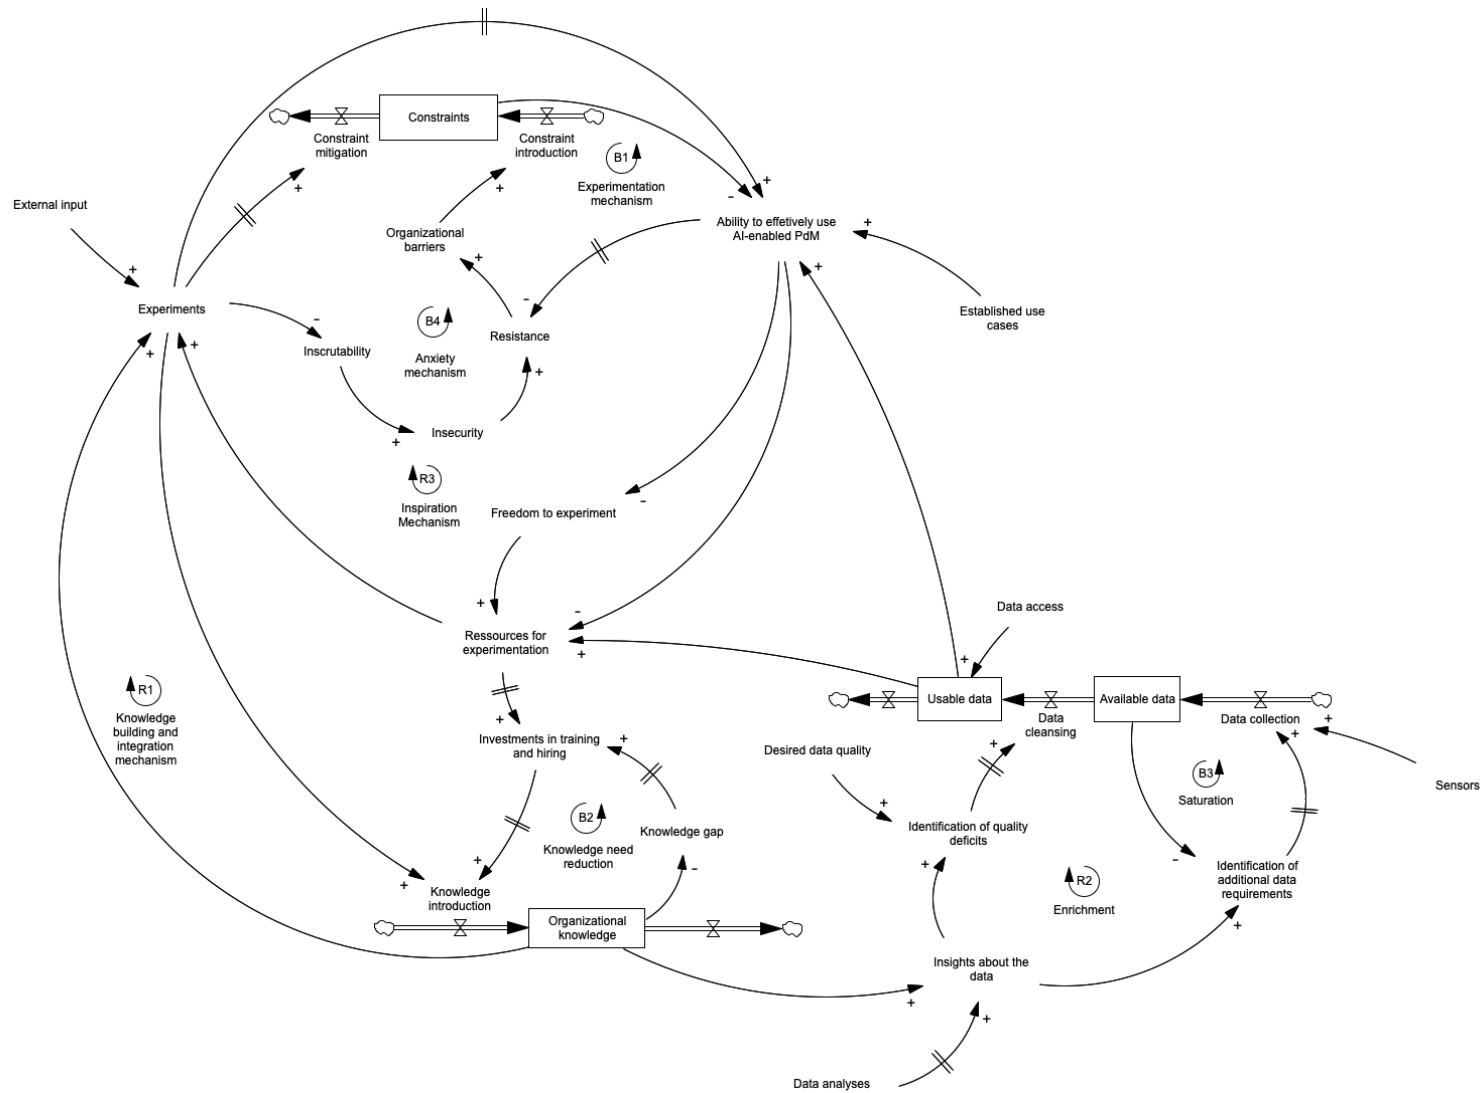 Constraints
Constraint
mitigation
Constraint
introduction
B1
Experimentation
mechanism
External input
+
+
+
-
+
+
Organizational
barriers
Ability to effetively use
AI-enabled PdM
+
+
-
+
Experiments
-
B4
Anxiety
mechanism
Resistance
Established use
cases
Inscrutability
+
+
+
+
Insecurity
R3
Inspiration
Mechanism
-
Freedom to experiment
+
-
Ressources for
experimentation
+
Data access
+
R1
Knowledge
building and
integration
mechanism
Usable data
Available data
Data
cleansing
Data collection
+
+
+
Investments in training
and hiring
+
+
Desired data quality
B3
Saturation
Sensors
+
B2
Knowledge need
reduction
Knowledge gap
Identification of quality
deficits
+
-
-
+
+
R2
Enrichment
Identification of
additional data
requirements
Knowledge
introduction
Organizational
knowledge
+
Insights about the
data
+
+
Data analyses